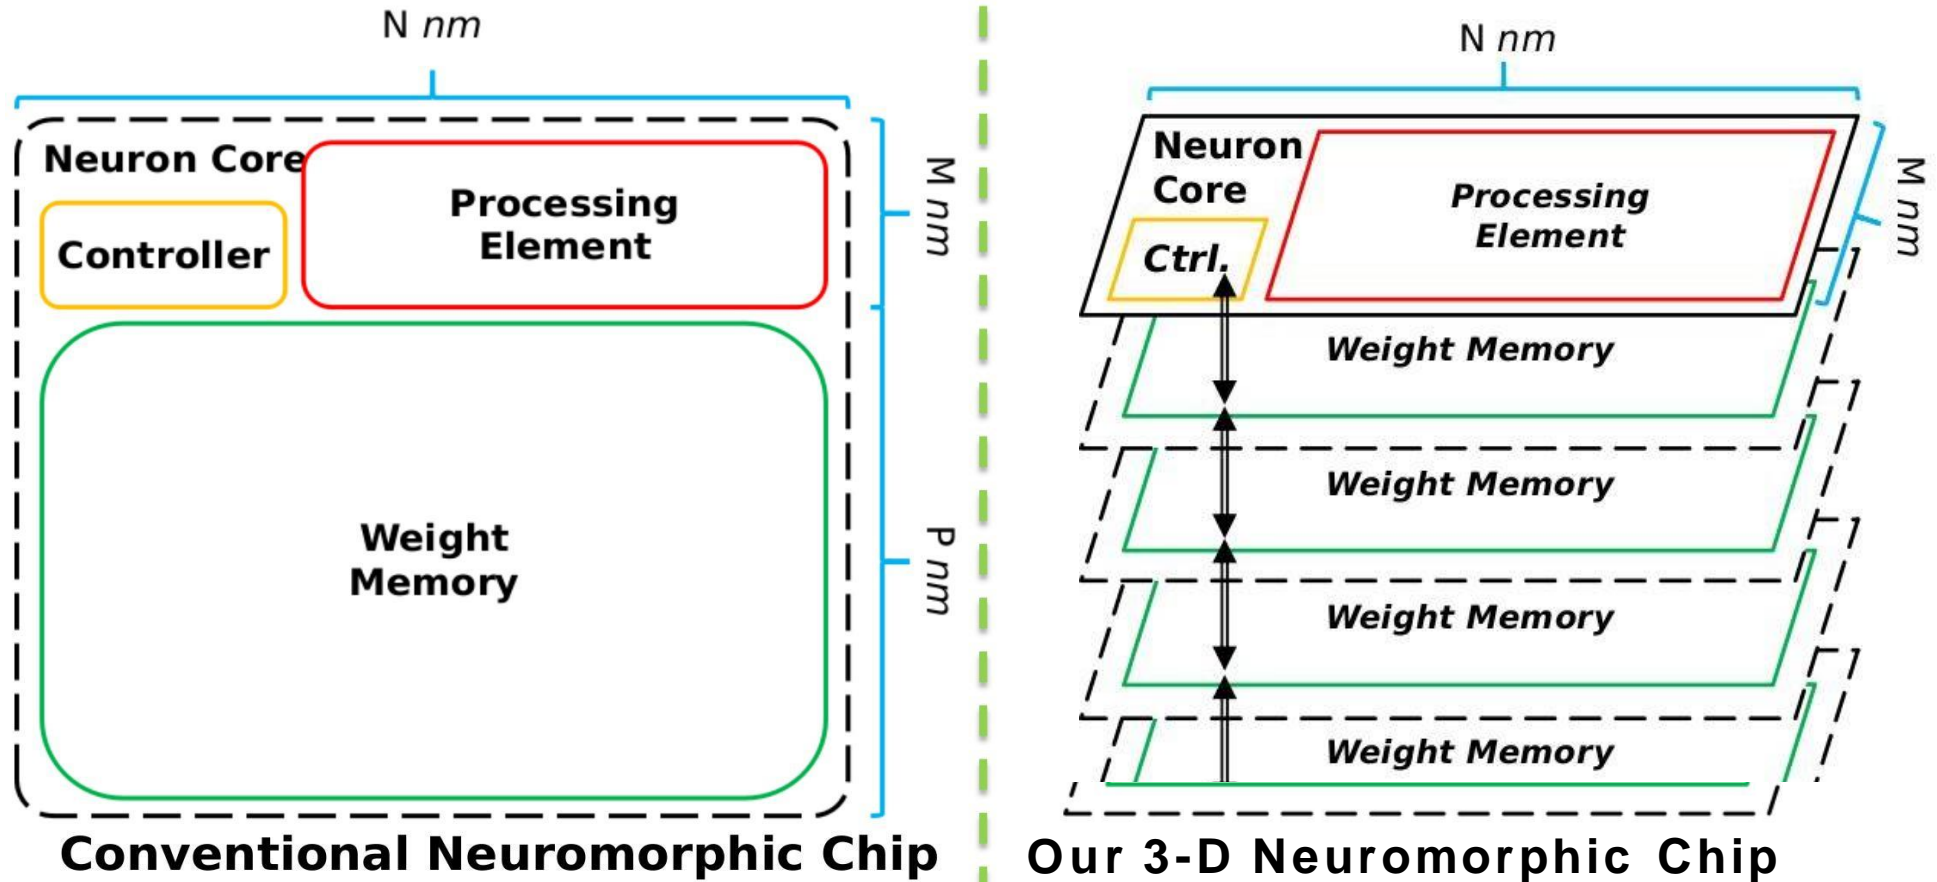 N nm
Neuron Core
Controller
Processing
Element
M nm
Weight
Memory
P nm
Conventional Neuromorphic Chip
N nm
Neuron
Core
Ctrl.
Processing
Element
M nm
Weight Memory
Weight Memory
Weight Memory
Weight Memory
Our 3-D Neuromorphic Chip